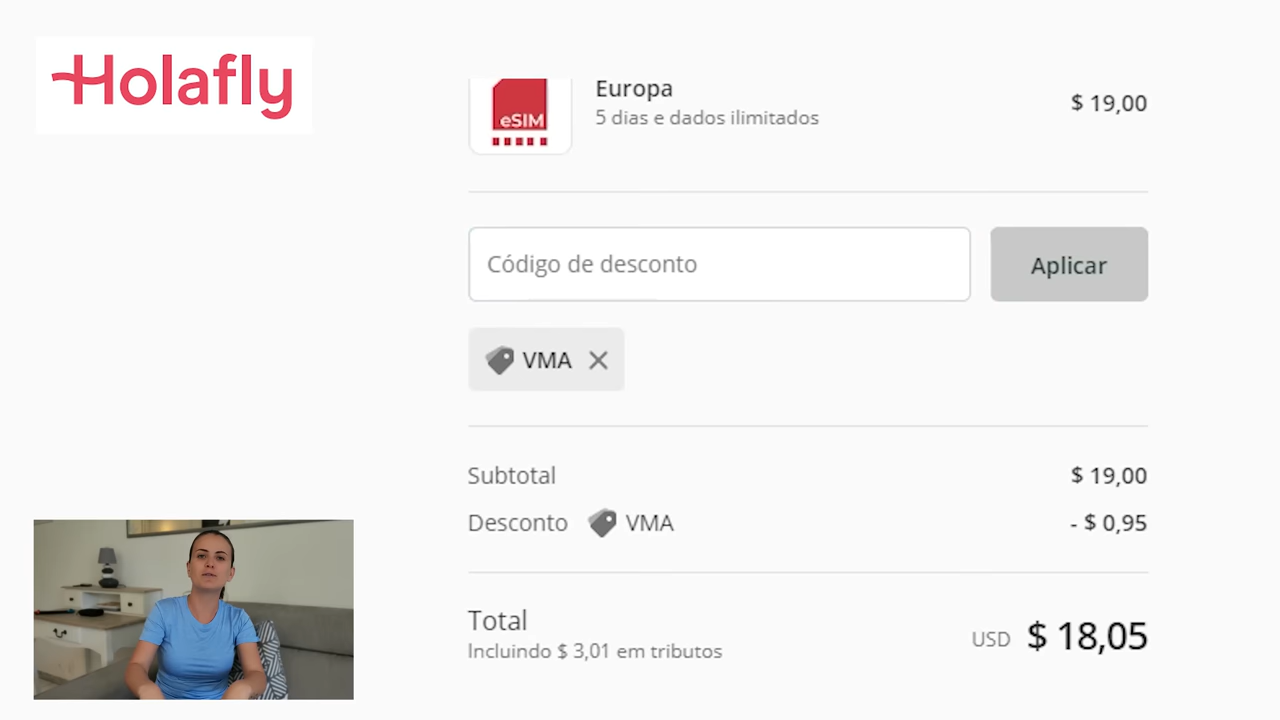 Holafly
eSIM
Europa
5 dias e dados ilimitados
$ 19,00
Código de desconto
Aplicar
VMA
Subtotal
$ 19,00
Desconto VMA
- $ 0,95
Total
Incluindo $ 3,01 em tributos
USD $ 18,05